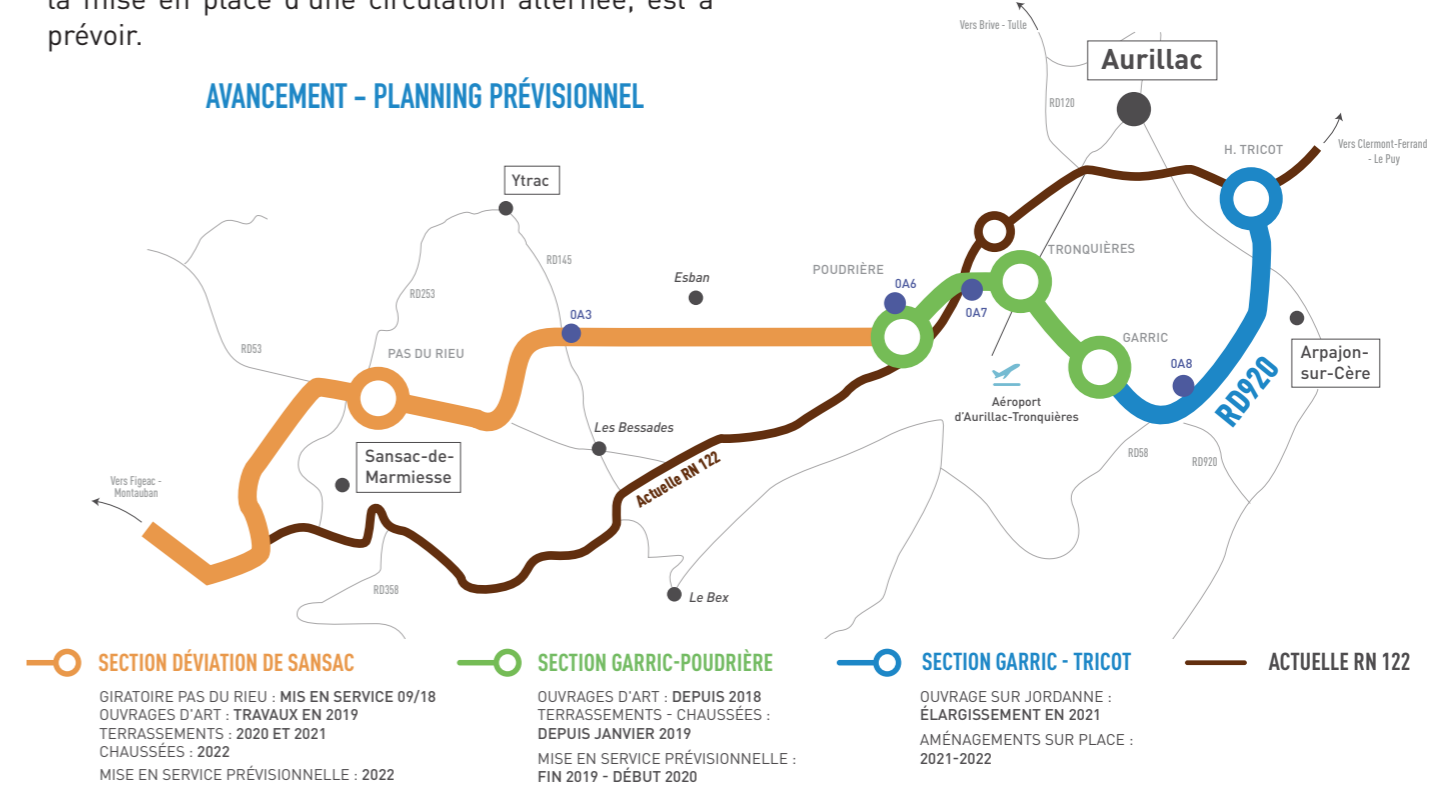 la mise en place d'une circulation alternée, est à
prévoir.
AVANCEMENT – PLANNING PRÉVISIONNEL
Vers Brive - Tulle
Aurillac
RD120
H. TRICOT
Vers Clermont-Ferrand
- Le Puy
Ytrac
RD145
RD253
Esban
POUDRIÈRE
TRONQUIÈRES
OA6
OA7
OA3
RD53
PAS DU RIEU
GARRIC
OA8
Arpajon-
sur-Cère
RD920
Aéroport
d'Aurillac-Tronquières
Les Bessades
Sansac-de-
Marmiesse
Actuelle RN 122
RD58
RD920
Vers Figeac -
Montauban
RD358
Le Bex
SECTION DÉVIATION DE SANSAC
GIRATOIRE PAS DU RIEU : MIS EN SERVICE 09/18
OUVRAGES D'ART : TRAVAUX EN 2019
TERRASSEMENTS : 2020 ET 2021
CHAUSSÉES : 2022
MISE EN SERVICE PRÉVISIONNELLE : 2022
SECTION GARRIC-POUDRIÈRE
OUVRAGES D'ART : DEPUIS 2018
TERRASSEMENTS - CHAUSSÉES :
DEPUIS JANVIER 2019
MISE EN SERVICE PRÉVISIONNELLE :
FIN 2019 - DÉBUT 2020
SECTION GARRIC - TRICOT
OUVRAGE SUR JORDANNE :
ÉLARGISSEMENT EN 2021
AMÉNAGEMENTS SUR PLACE :
2021-2022
ACTUELLE RN 122